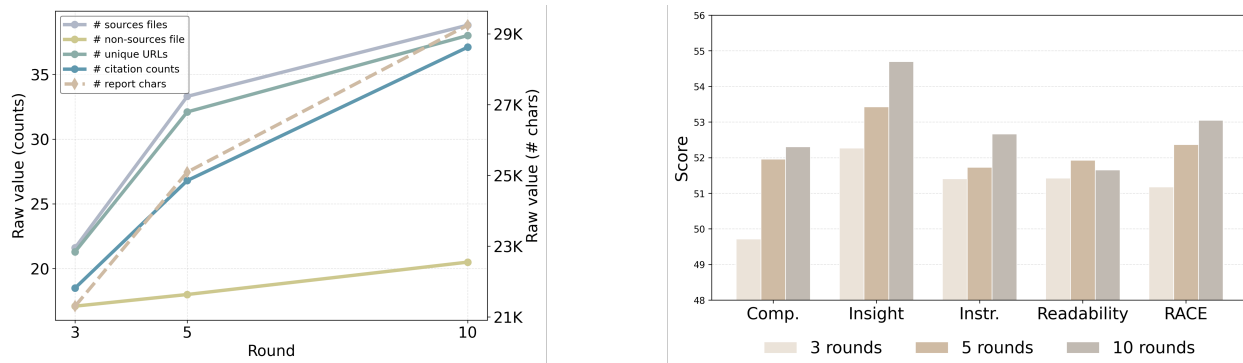 # sources files
# non-sources file
# unique URLs
# citation counts
# report chars
Raw value (counts)
35
30
25
20
3
5
10
Round
29K
27K
25K
23K
21K
Raw value (# chars)
Score
56
55
54
53
52
51
50
49
48
Comp.
Insight
Instr.
Readability
RACE
3 rounds
5 rounds
10 rounds